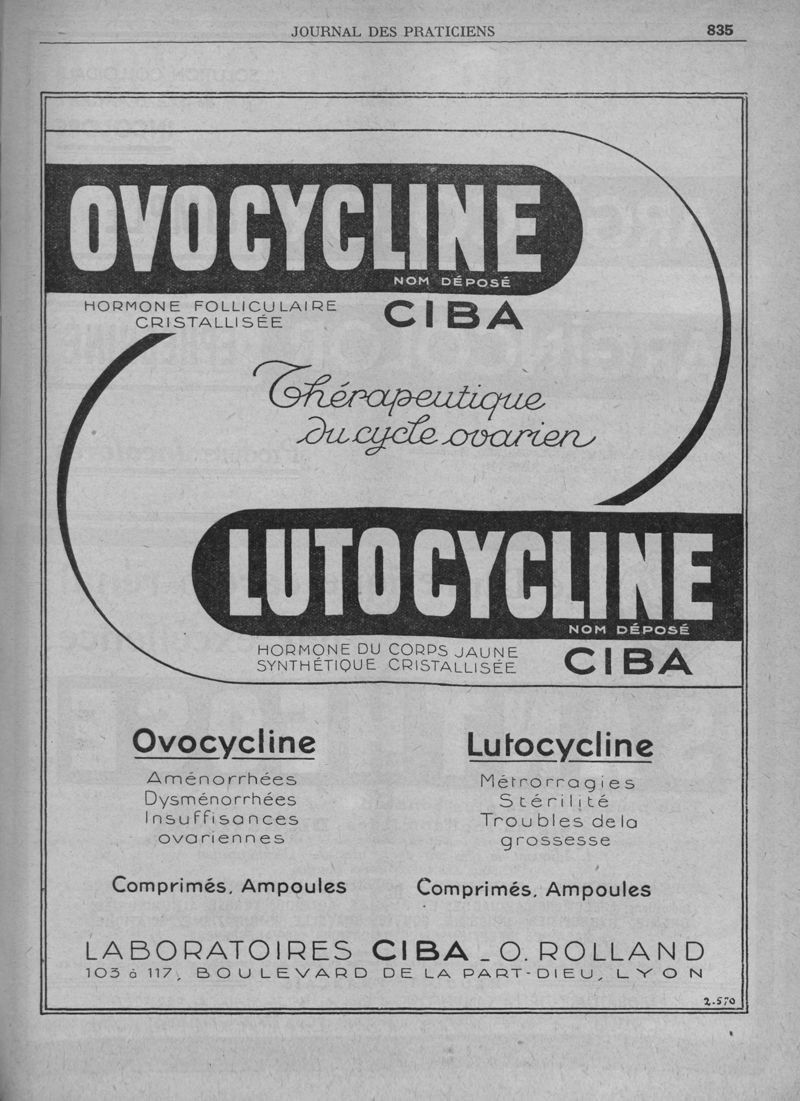 JOURNAL DES PRATICIENS 835
OVOCYCLINE
NOM DÉPOSÉ
HORMONE FOLLICULAIRE
CRISTALLISÉE
CIBA
Thérapeutique
du cycle ovarien
LUTOCYCLINE
NOM DÉPOSÉ
HORMONE DU CORPS JAUNE
SYNTHÉTIQUE CRISTALLISÉE
CIBA
Ovocycline
Aménorrhées
Dysménorrhées
Insuffisances
ovariennes
Comprimés, Ampoules
Lutocycline
Métrorragies
Stérilité
Troubles de la
grossesse
Comprimés, Ampoules
LABORATOIRES CIBA - O. ROLLAND
103 à 117, BOULEVARD DE LA PART-DIEU, LYON
2.570